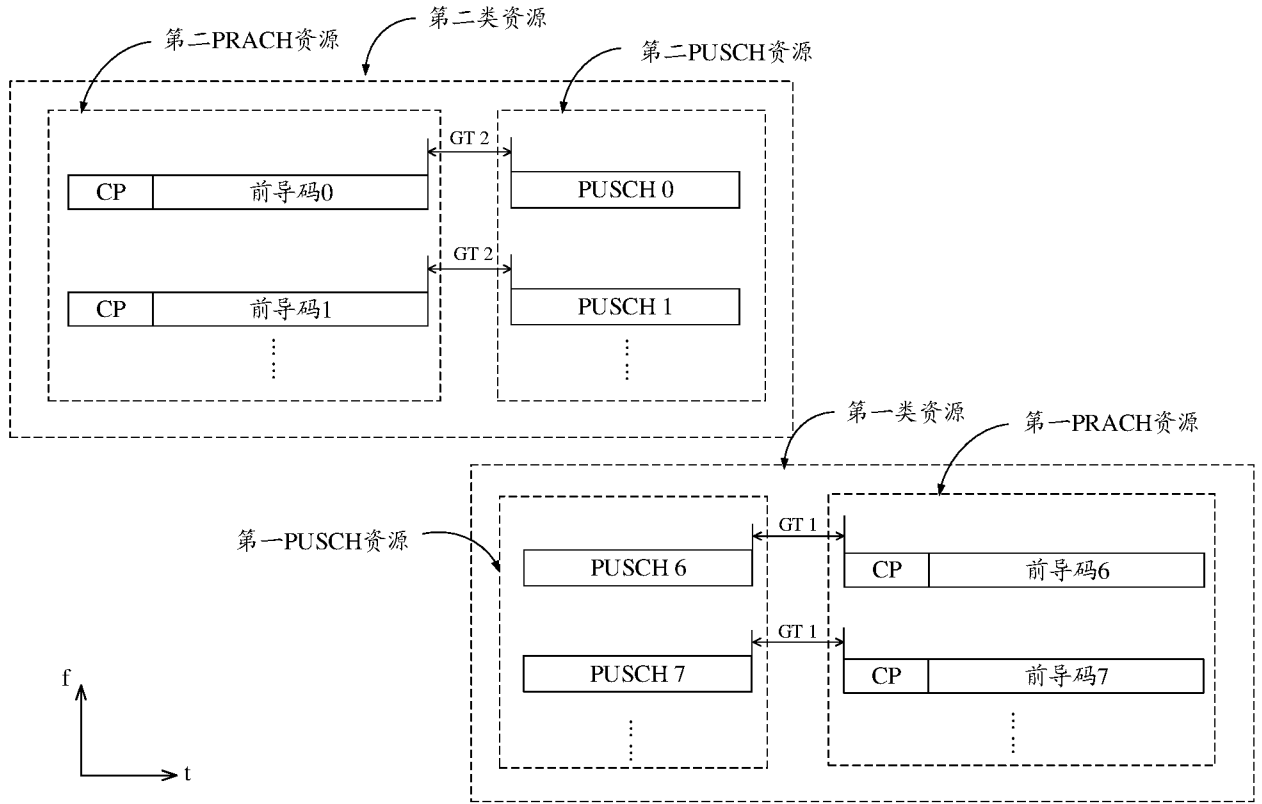 第二类资源
第二PRACH资源
第二PUSCH资源
GT 2
CP 前导码0 PUSCH 0
GT 2
CP 前导码1 PUSCH 1
第一类资源
第一PRACH资源
第一PUSCH资源
GT 1
PUSCH 6 CP 前导码6
GT 1
PUSCH 7 CP 前导码7
f
t